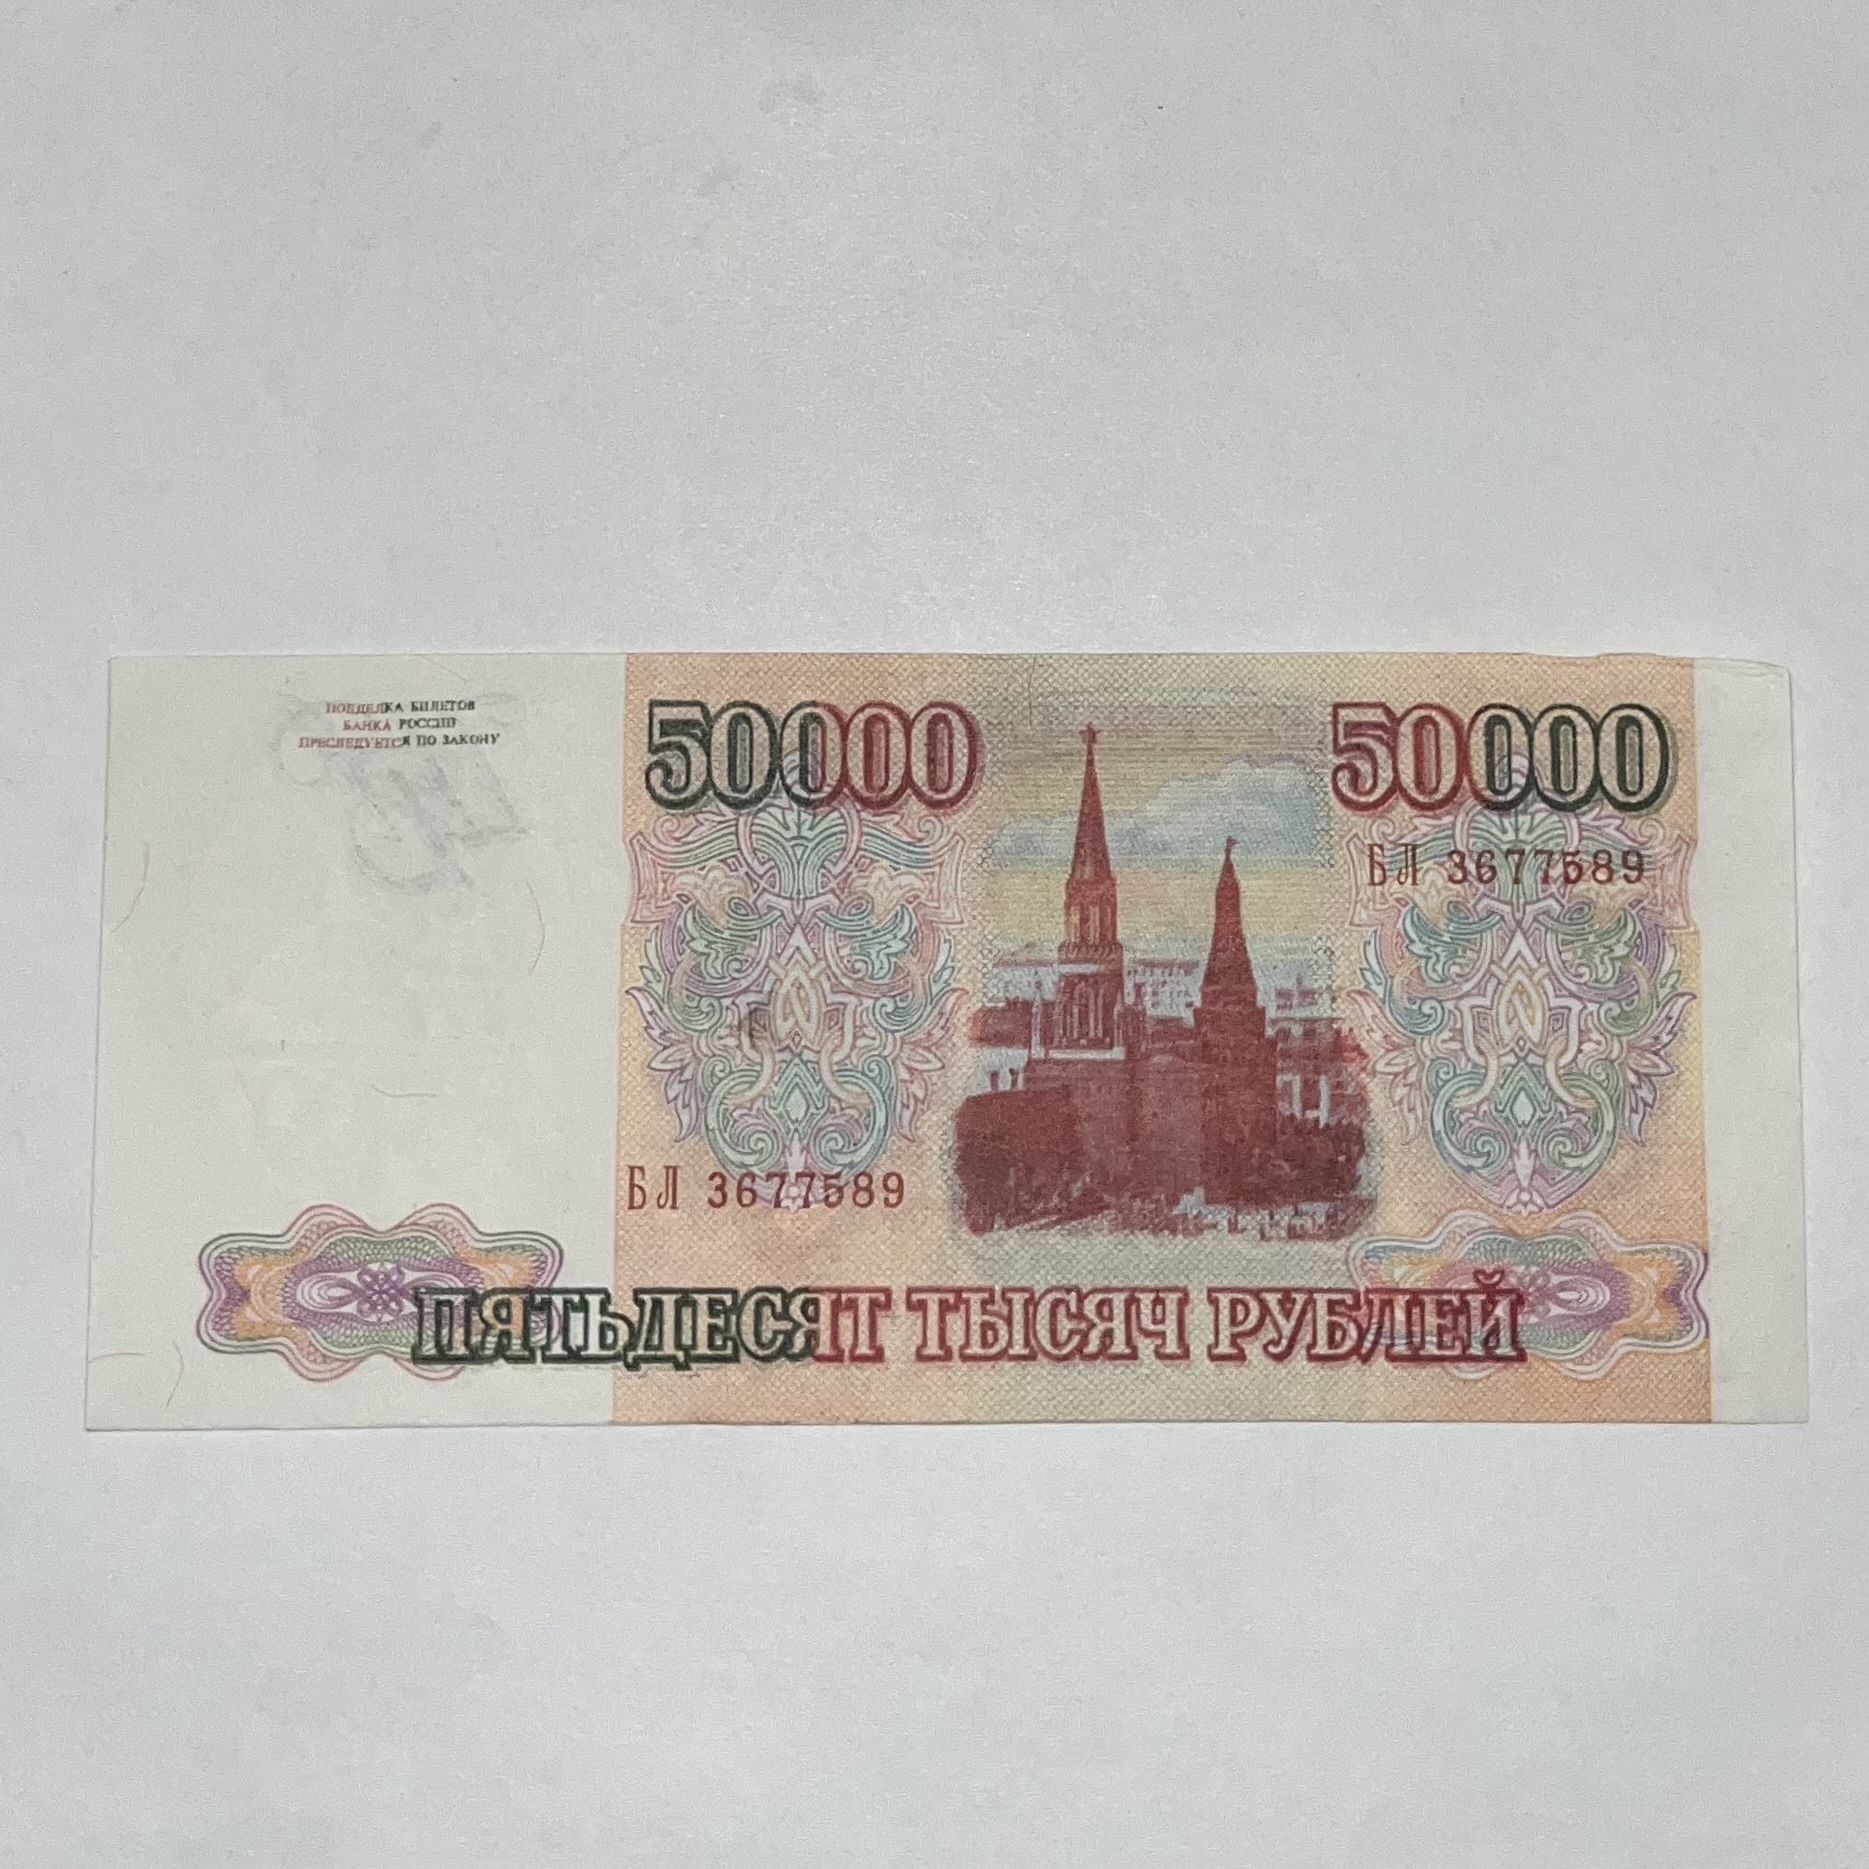 ПОДДЕЛКА БИЛЕТОВ
БАНКА РОССИИ
ПРЕСЛЕДУЕТСЯ ПО ЗАКОНУ
50000
50000
БЛ 3677589
БЛ 3677589
ПЯТЬДЕСЯТ ТЫСЯЧ РУБЛЕЙ